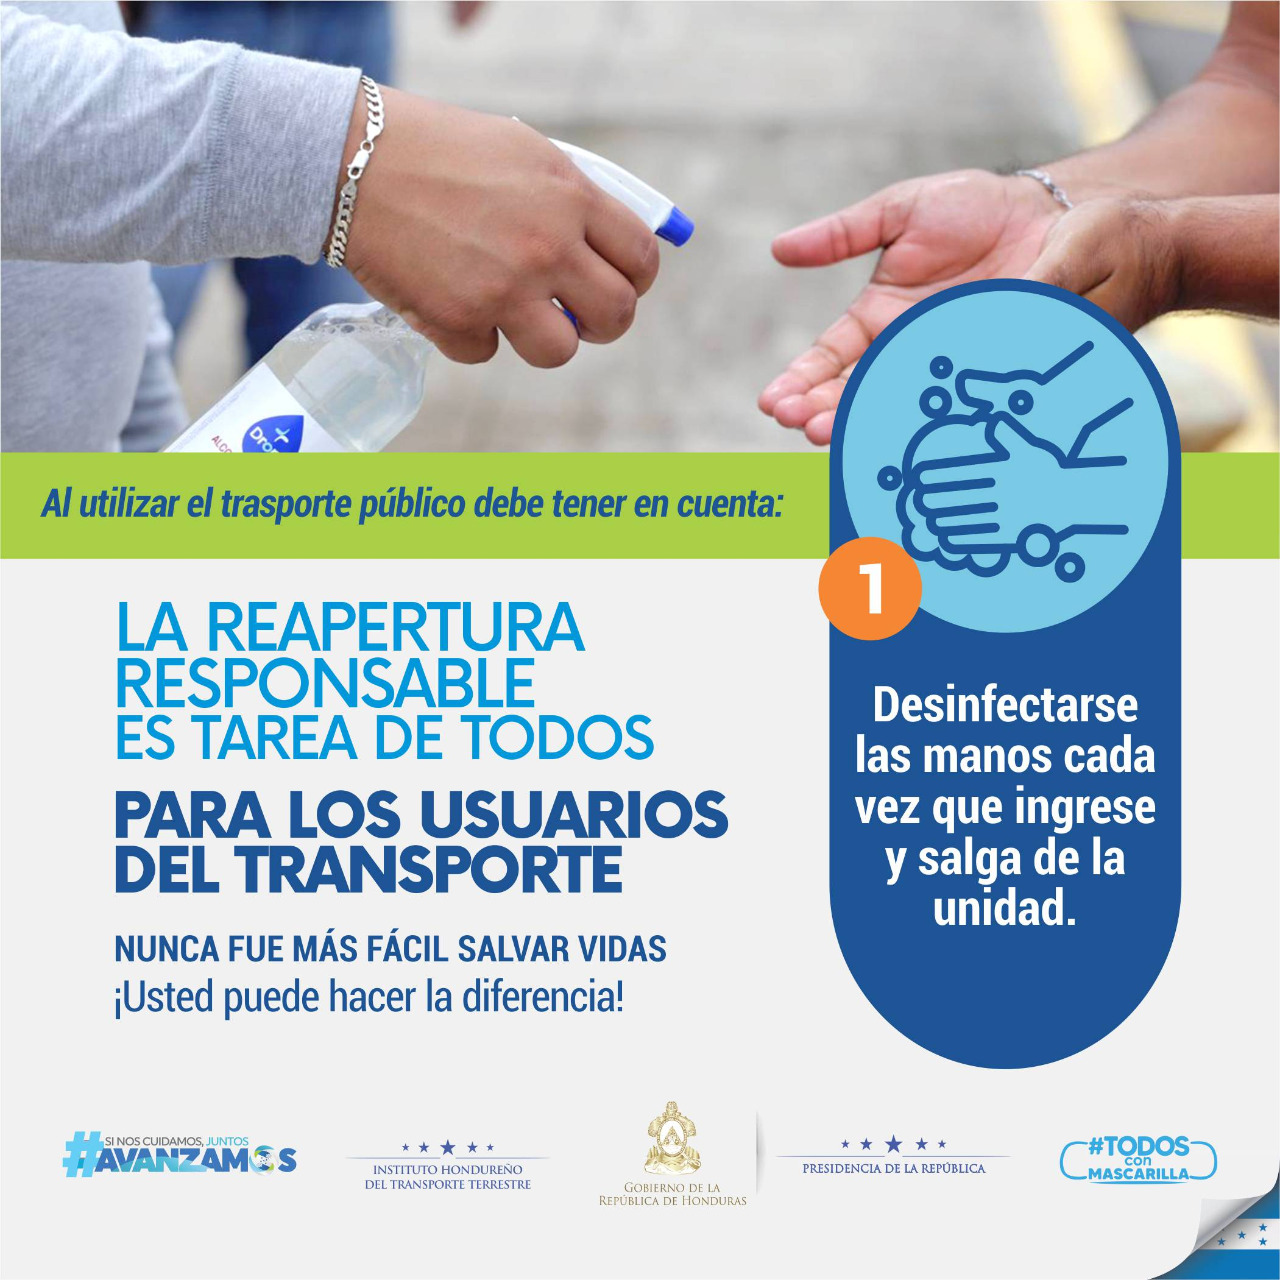 Al utilizar el trasporte público debe tener en cuenta:
LA REAPERTURA
RESPONSABLE
ES TAREA DE TODOS
PARA LOS USUARIOS
DEL TRANSPORTE
NUNCA FUE MÁS FÁCIL SALVAR VIDAS
¡Usted puede hacer la diferencia!
1
Desinfectarse
las manos cada
vez que ingrese
y salga de la
unidad.
SI NOS CUIDAMOS, JUNTOS
#AVANZAMOS
INSTITUTO HONDUREÑO
DEL TRANSPORTE TERRESTRE
GOBIERNO DE LA
REPÚBLICA DE HONDURAS
PRESIDENCIA DE LA REPÚBLICA
#TODOS
con
MASCARILLA